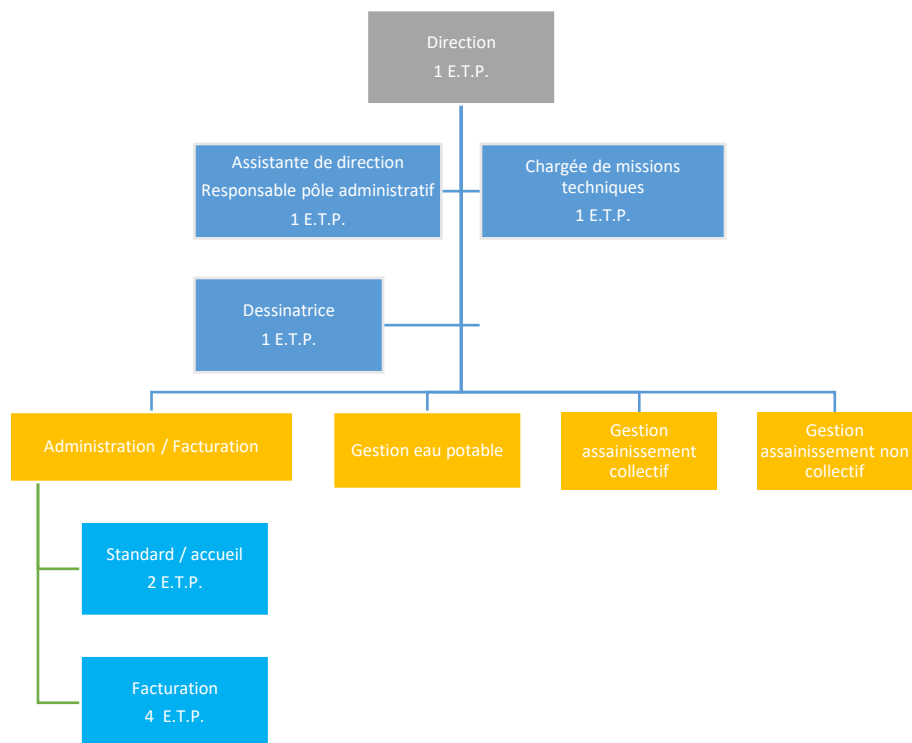 Direction
1 E.T.P.
Assistante de direction
Responsable pôle administratif
1 E.T.P.
Chargée de missions
techniques
1 E.T.P.
Dessinatrice
1 E.T.P.
Administration / Facturation
Gestion eau potable
Gestion
assainissement
collectif
Gestion
assainissement non
collectif
Standard / accueil
2 E.T.P.
Facturation
4 E.T.P.